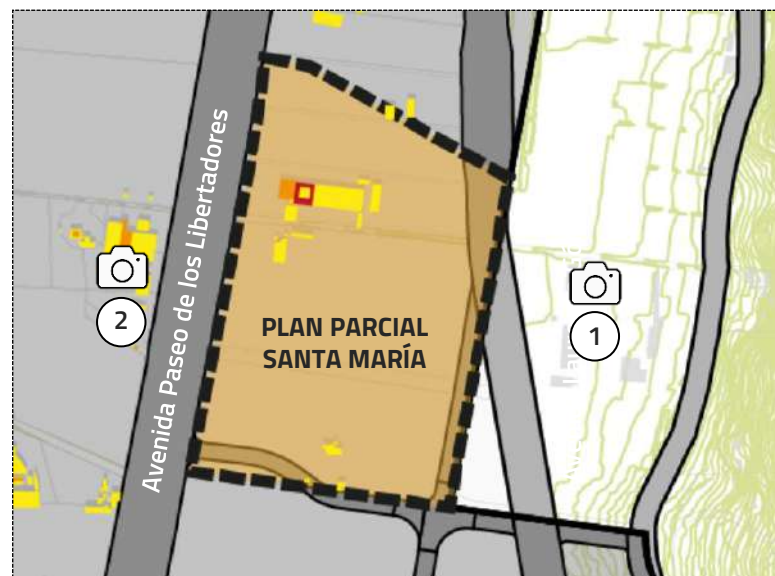 Avenida Paseo de los Libertadores
2
PLAN PARCIAL
SANTA MARÍA
1